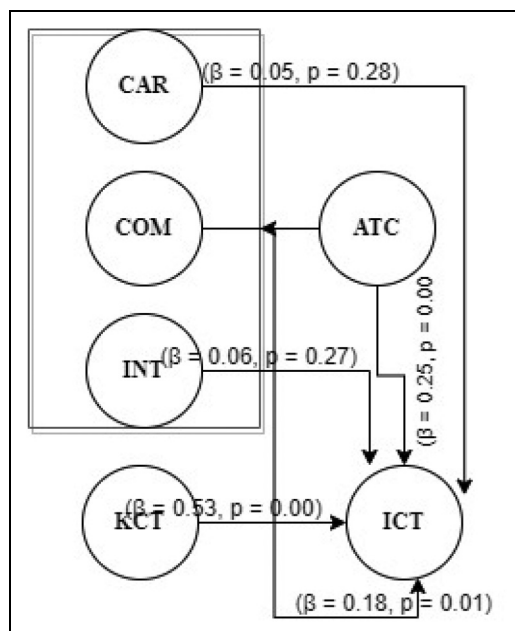 (β = 0.05, p = 0.28)
CAR
COM
ATC
(β = 0.25, p = 0.00
INT
(β = 0.06, p = 0.27)
KCT
(β = 0.53, p = 0.00)
ICT
(β = 0.18, p = 0.01)